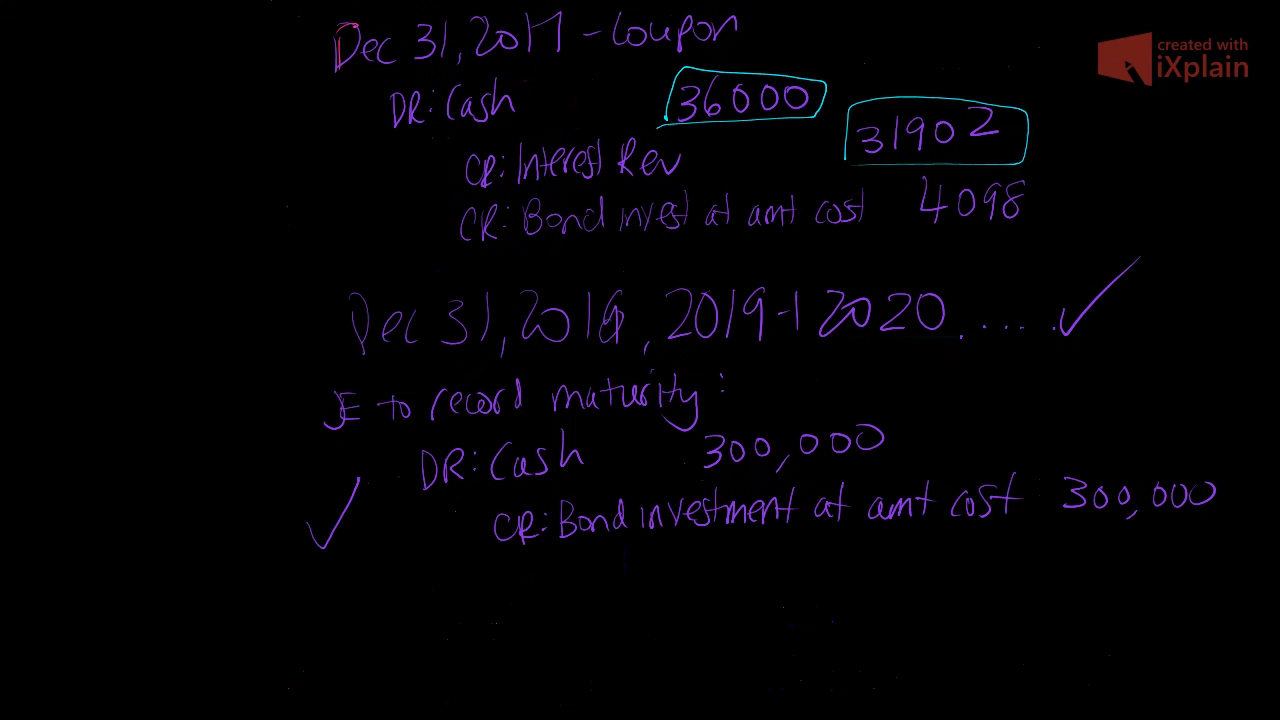 Dec 31, 2017 - Coupon
created with
iXplain
DR: Cash 36000
CR: Interest Rev 31902
CR: Bond invest at amt cost 4098
Dec 31, 2018, 2019 + 2020 .....
JE to record maturity:
DR: Cash 300,000
CR: Bond investment at amt cost 300,000